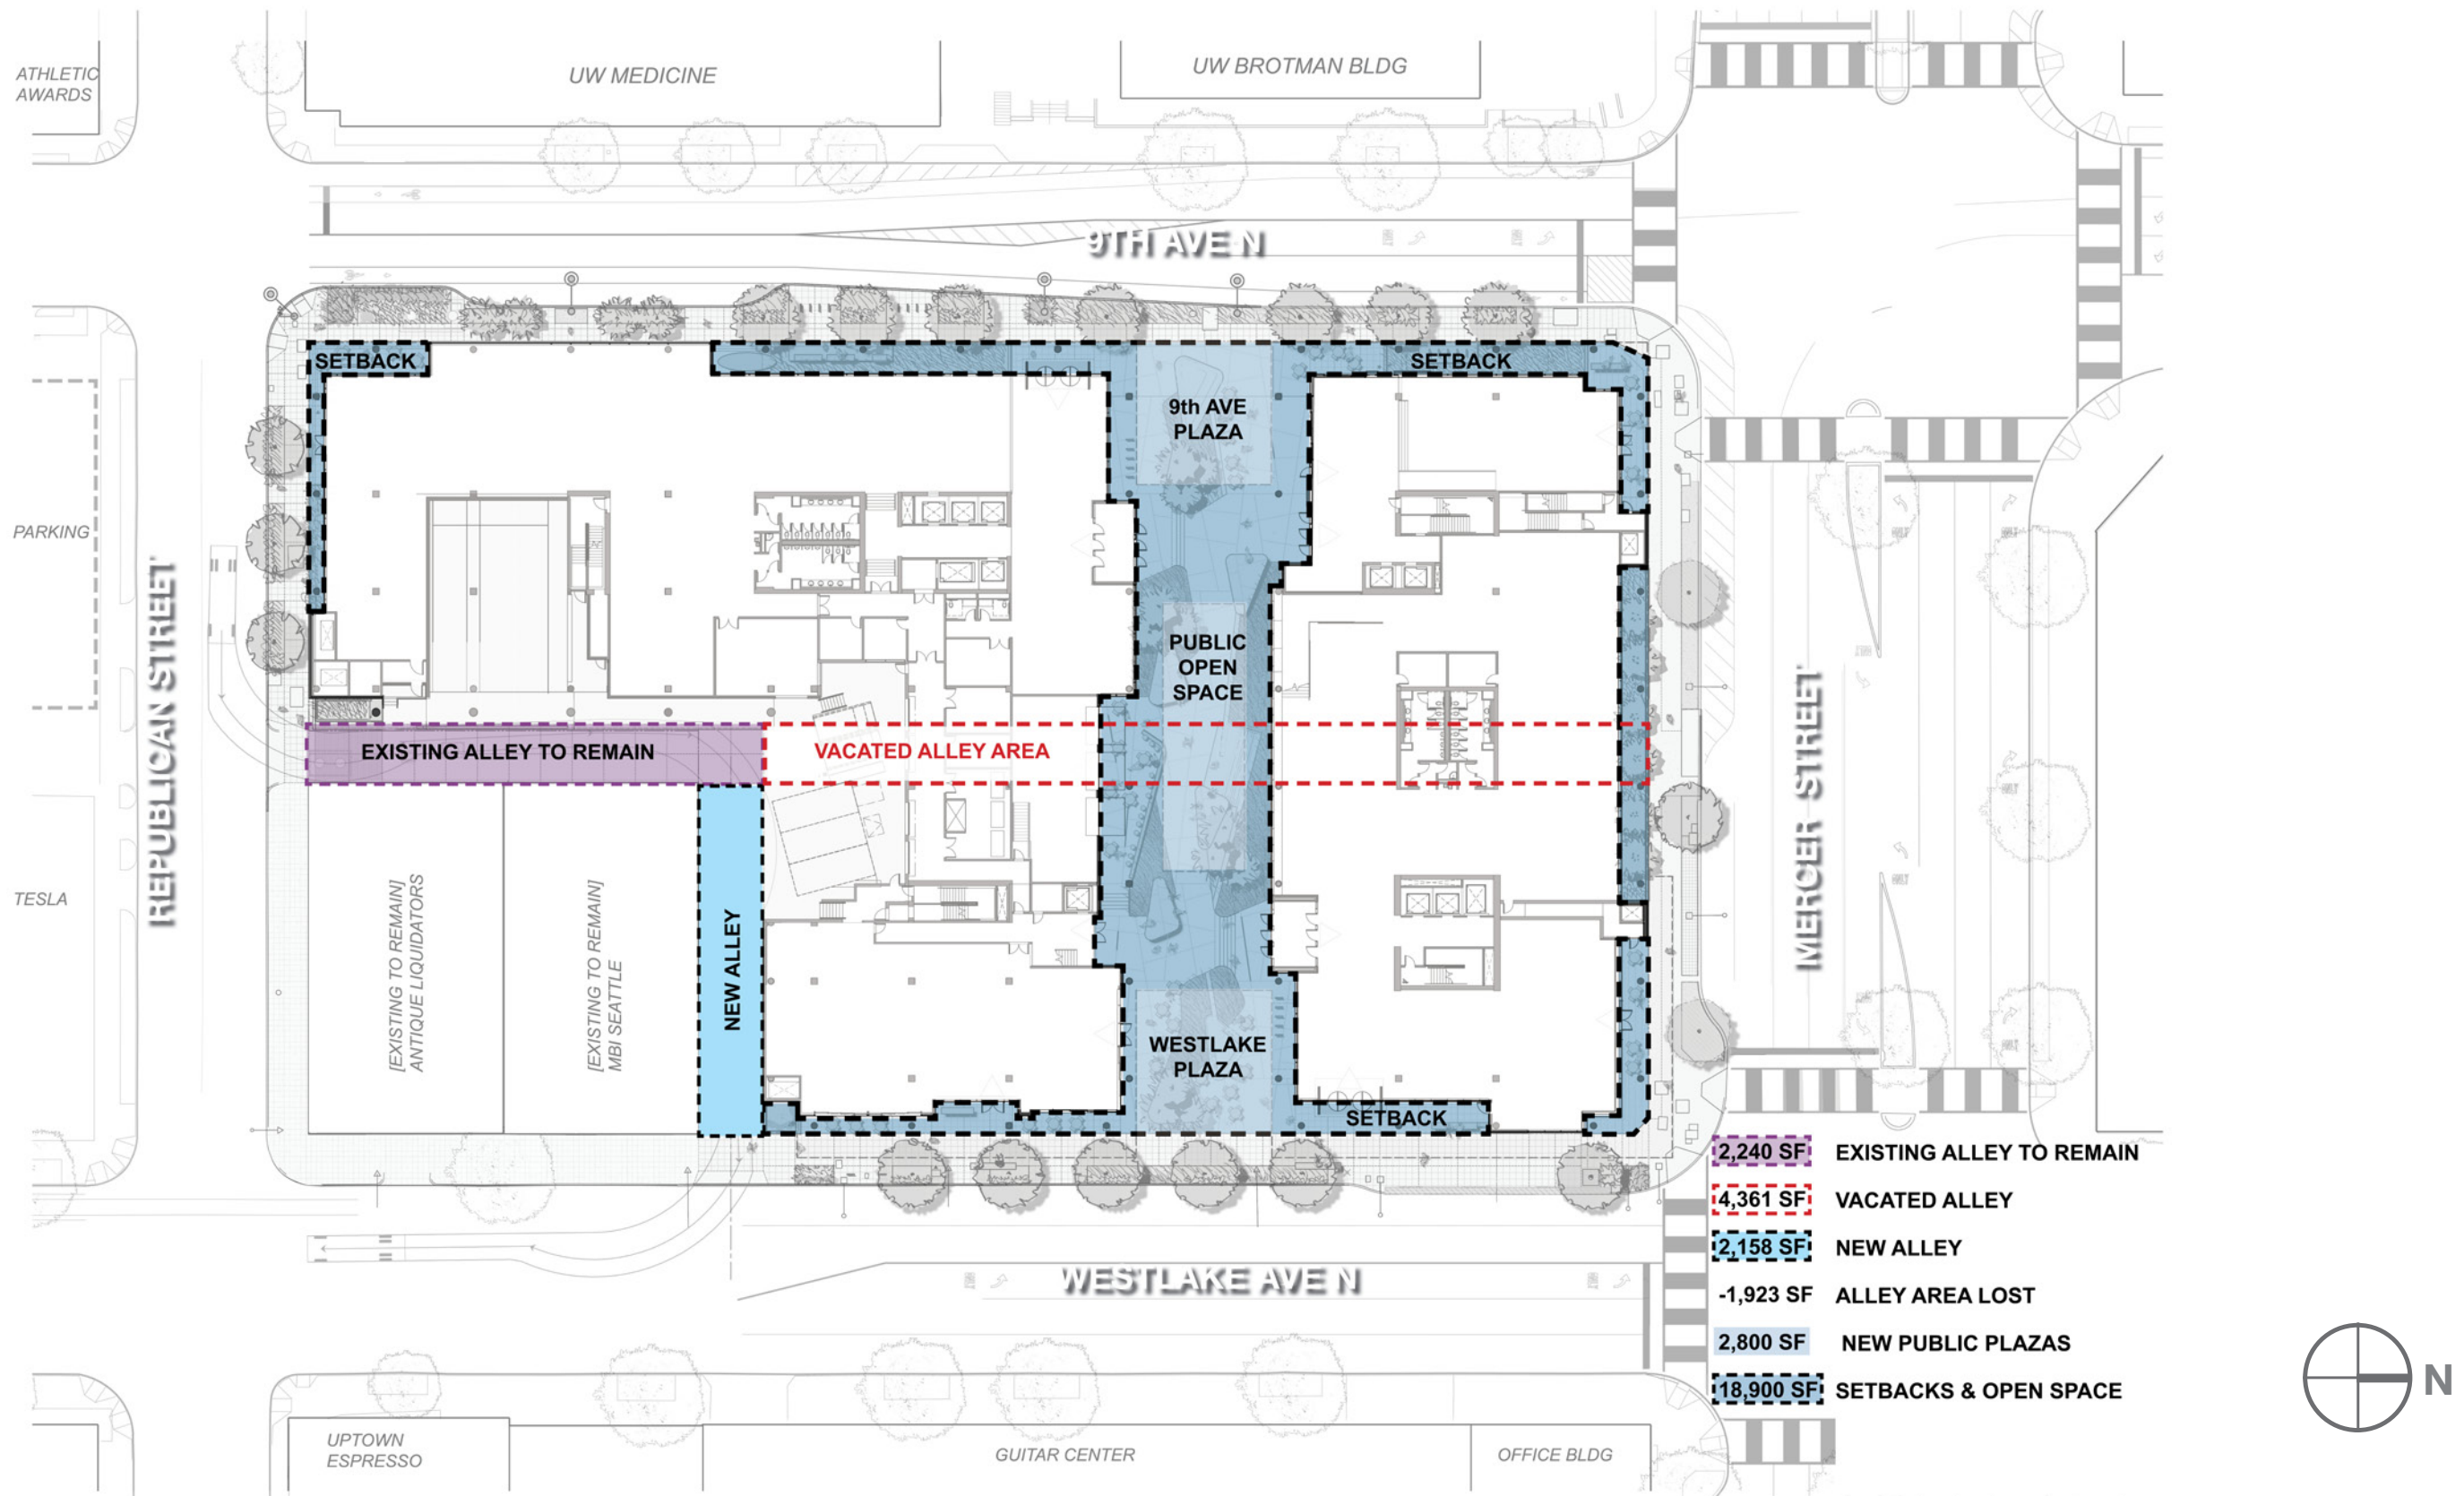 ATHLETIC
AWARDS
UW MEDICINE
UW BROTMAN BLDG
9TH AVE N
SETBACK
SETBACK
9th AVE
PLAZA
PARKING
REPUBLICAN STREET
PUBLIC
OPEN
SPACE
EXISTING ALLEY TO REMAIN
VACATED ALLEY AREA
MERCER STREET
TESLA
[EXISTING TO REMAIN]
ANTIQUE LIQUIDATORS
[EXISTING TO REMAIN]
MBI SEATTLE
NEW ALLEY
WESTLAKE
PLAZA
SETBACK
2,240 SF EXISTING ALLEY TO REMAIN
4,361 SF VACATED ALLEY
2,158 SF NEW ALLEY
-1,923 SF ALLEY AREA LOST
2,800 SF NEW PUBLIC PLAZAS
18,900 SF SETBACKS & OPEN SPACE
WESTLAKE AVE N
N
UPTOWN
ESPRESSO
GUITAR CENTER
OFFICE BLDG